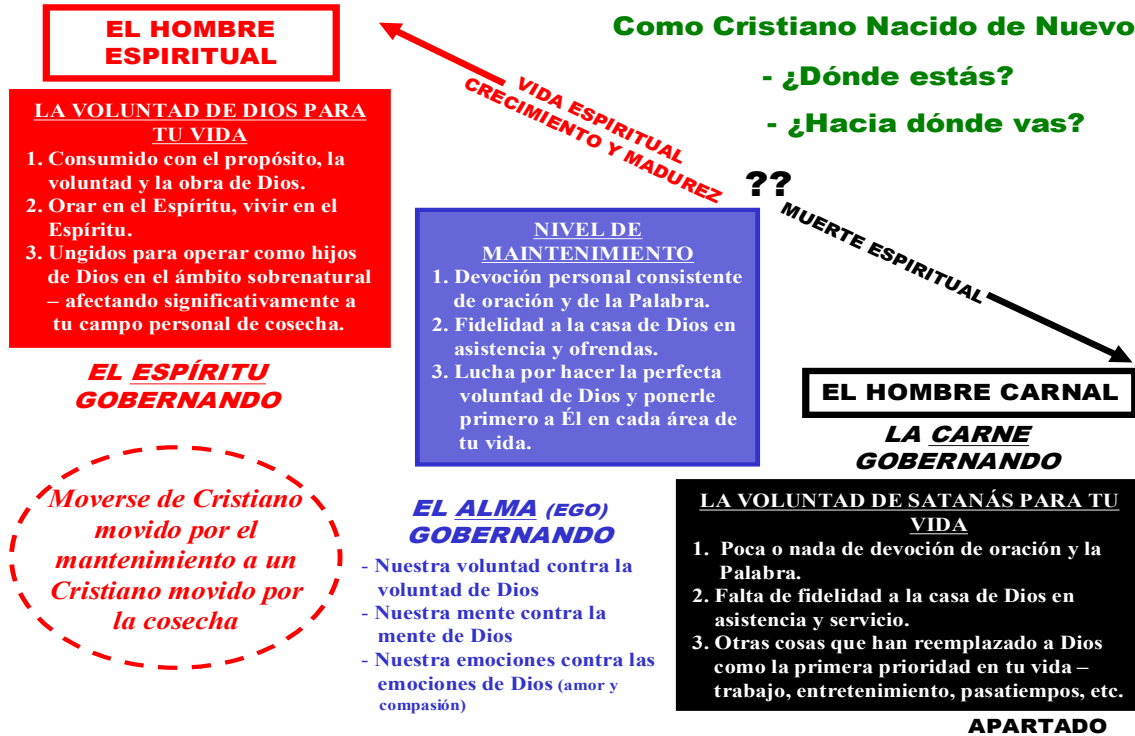 EL HOMBRE
ESPIRITUAL
Como Cristiano Nacido de Nuevo
- ¿Dónde estás?
- ¿Hacia dónde vas?
VIDA ESPIRITUAL
CRECIMIENTO Y MADUREZ
??
MUERTE ESPIRITUAL
LA VOLUNTAD DE DIOS PARA
TU VIDA
1. Consumido con el propósito, la
voluntad y la obra de Dios.
2. Orar en el Espíritu, vivir en el
Espíritu.
3. Ungidos para operar como hijos
de Dios en el ámbito sobrenatural
– afectando significativamente a
tu campo personal de cosecha.
EL ESPÍRITU
GOBERNANDO
Moverse de Cristiano
movido por el
mantenimiento a un
Cristiano movido por
la cosecha
NIVEL DE
MAINTENIMIENTO
1. Devoción personal consistente
de oración y de la Palabra.
2. Fidelidad a la casa de Dios en
asistencia y ofrendas.
3. Lucha por hacer la perfecta
voluntad de Dios y ponerle
primero a Él en cada área de
tu vida.
EL ALMA (EGO)
GOBERNANDO
- Nuestra voluntad contra la
voluntad de Dios
- Nuestra mente contra la
mente de Dios
- Nuestra emociones contra las
emociones de Dios (amor y
compasión)
EL HOMBRE CARNAL
LA CARNE
GOBERNANDO
LA VOLUNTAD DE SATANÁS PARA TU
VIDA
1. Poca o nada de devoción de oración y la
Palabra.
2. Falta de fidelidad a la casa de Dios en
asistencia y servicio.
3. Otras cosas que han reemplazado a Dios
como la primera prioridad en tu vida –
trabajo, entretenimiento, pasatiempos, etc.
APARTADO